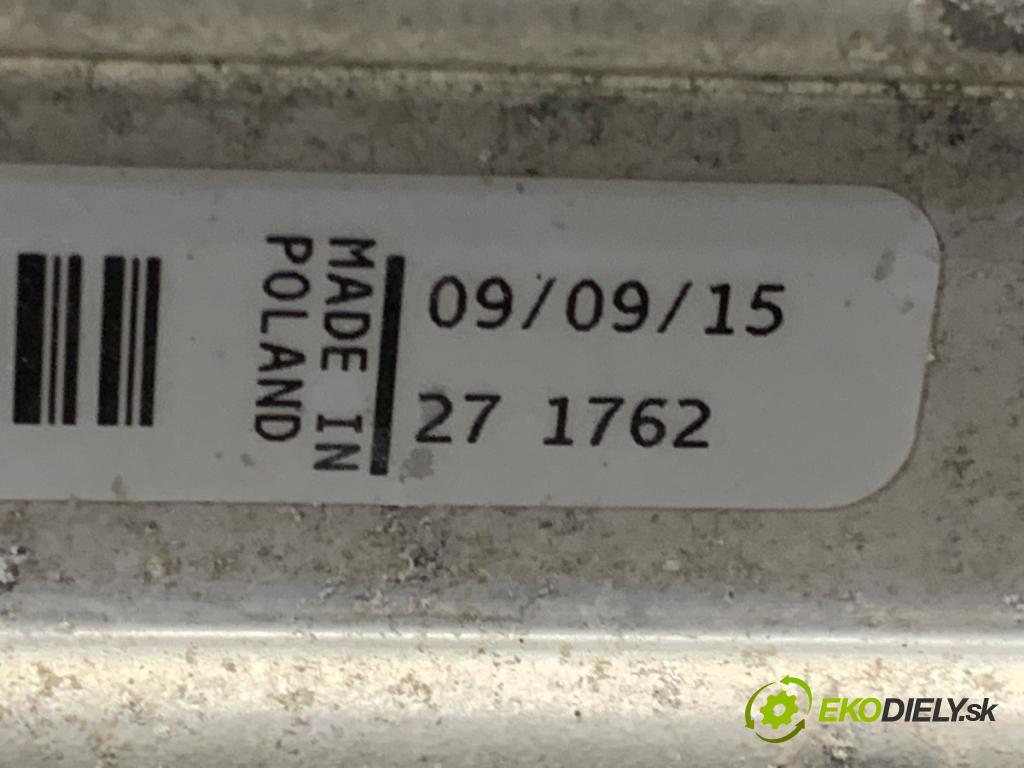 MADE IN
POLAND
09/09/15
27 1762
EKODIELY.sk